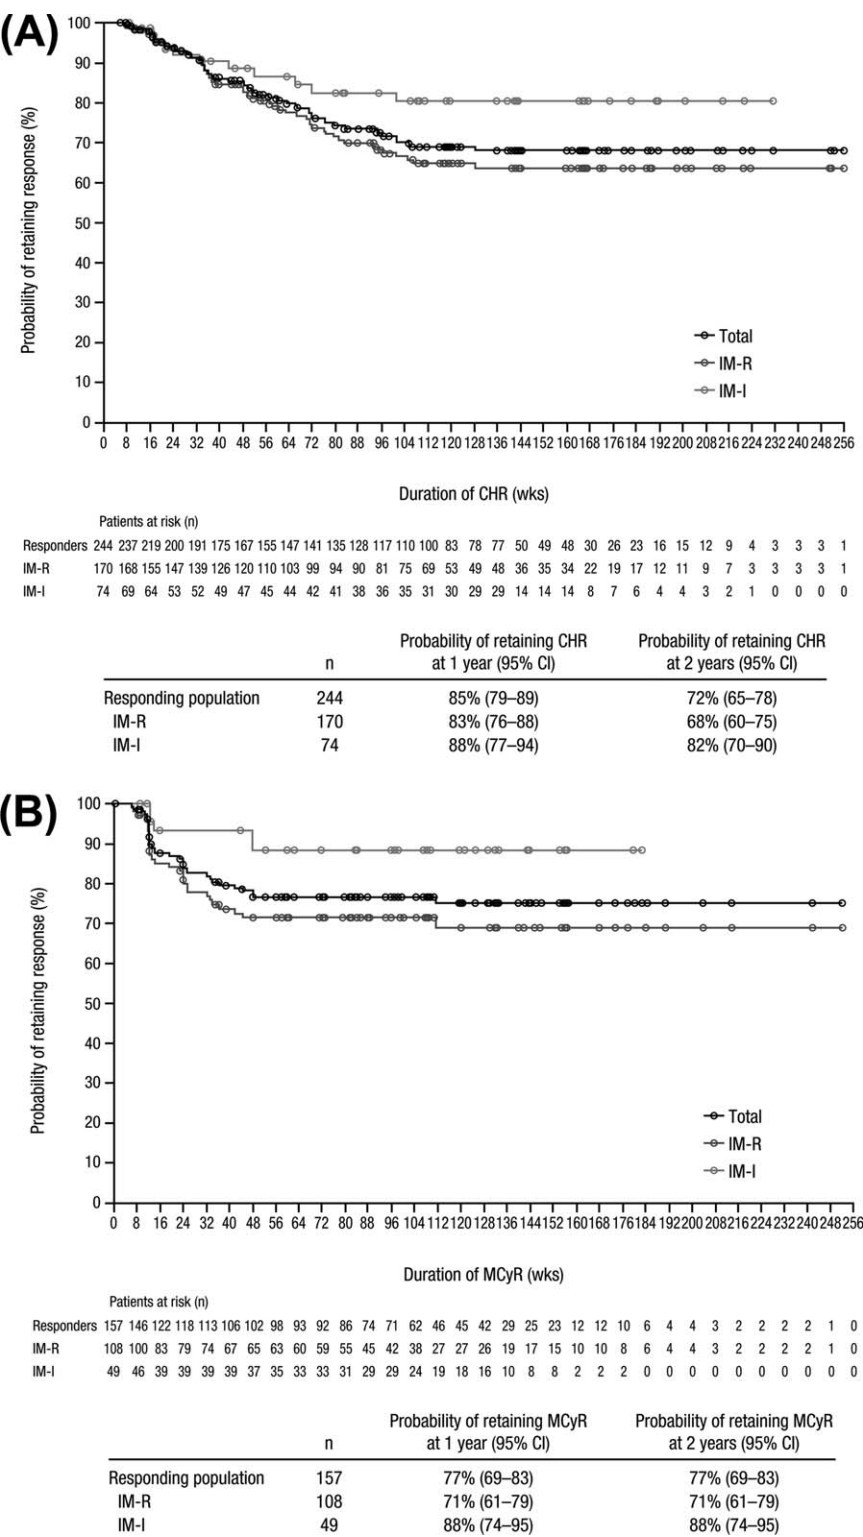 (A)
100
90
80
70
60
50
40
30
20
10
0
Probability of retaining response (%)
Total
IM-R
IM-I
0 8 16 24 32 40 48 56 64 72 80 88 96 104 112 120 128 136 144 152 160 168 176 184 192 200 208 216 224 232 240 248 256
Duration of CHR (wks)
Patients at risk (n)
Responders 244 237 219 200 191 175 167 155 147 141 135 128 117 110 100 83 78 77 50 49 48 30 26 23 16 15 12 9 4 3 3 3 1
IM-R 170 168 155 147 139 126 120 110 103 99 94 90 81 75 69 53 49 48 36 35 34 22 19 17 12 11 9 7 3 3 3 3 1
IM-I 74 69 64 53 52 49 47 45 44 42 41 38 36 35 31 30 29 29 14 14 14 8 7 6 4 4 3 2 1 0 0 0 0
Probability of retaining CHR Probability of retaining CHR
n at 1 year (95% CI) at 2 years (95% CI)
Responding population 244 85% (79–89) 72% (65–78)
IM-R 170 83% (76–88) 68% (60–75)
IM-I 74 88% (77–94) 82% (70–90)
(B)
100
90
80
70
60
50
40
30
20
10
0
Probability of retaining response (%)
Total
IM-R
IM-I
0 8 16 24 32 40 48 56 64 72 80 88 96 104 112 120 128 136 144 152 160 168 176 184 192 200 208 216 224 232 240 248 256
Duration of MCyR (wks)
Patients at risk (n)
Responders 157 146 122 118 113 106 102 98 93 92 86 74 71 62 46 45 42 29 25 23 12 12 10 6 4 4 3 2 2 2 2 1 0
IM-R 108 100 83 79 74 67 65 63 60 59 55 45 42 38 27 27 26 19 17 15 10 10 8 6 4 4 3 2 2 2 2 1 0
IM-I 49 46 39 39 39 39 37 35 33 33 31 29 29 24 19 18 16 10 8 8 2 2 2 0 0 0 0 0 0 0 0 0 0
Probability of retaining MCyR Probability of retaining MCyR
n at 1 year (95% CI) at 2 years (95% CI)
Responding population 157 77% (69–83) 77% (69–83)
IM-R 108 71% (61–79) 71% (61–79)
IM-I 49 88% (74–95) 88% (74–95)